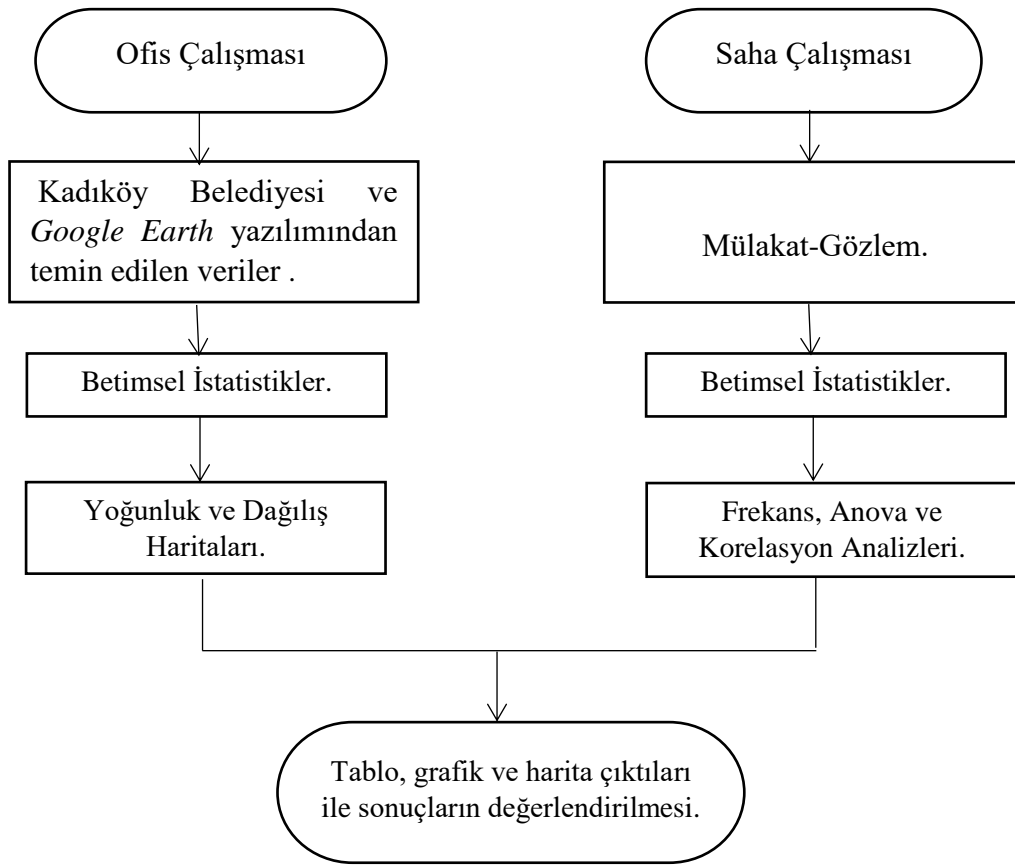 Ofis Çalışması
Saha Çalışması
Kadıköy Belediyesi ve
Google Earth yazılımından
temin edilen veriler .
Mülakat-Gözlem.
Betimsel İstatistikler.
Betimsel İstatistikler.
Yoğunluk ve Dağılış
Haritaları.
Frekans, Anova ve
Korelasyon Analizleri.
Tablo, grafik ve harita çıktıları
ile sonuçların değerlendirilmesi.